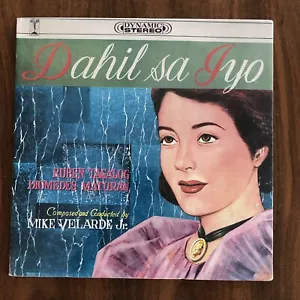 DYNAMIC
STEREO
Dahil sa Iyo
RUBEN TAGALOG
DIOMEDES MATURAN
Composed and Conducted by
MIKE VELARDE Jr.